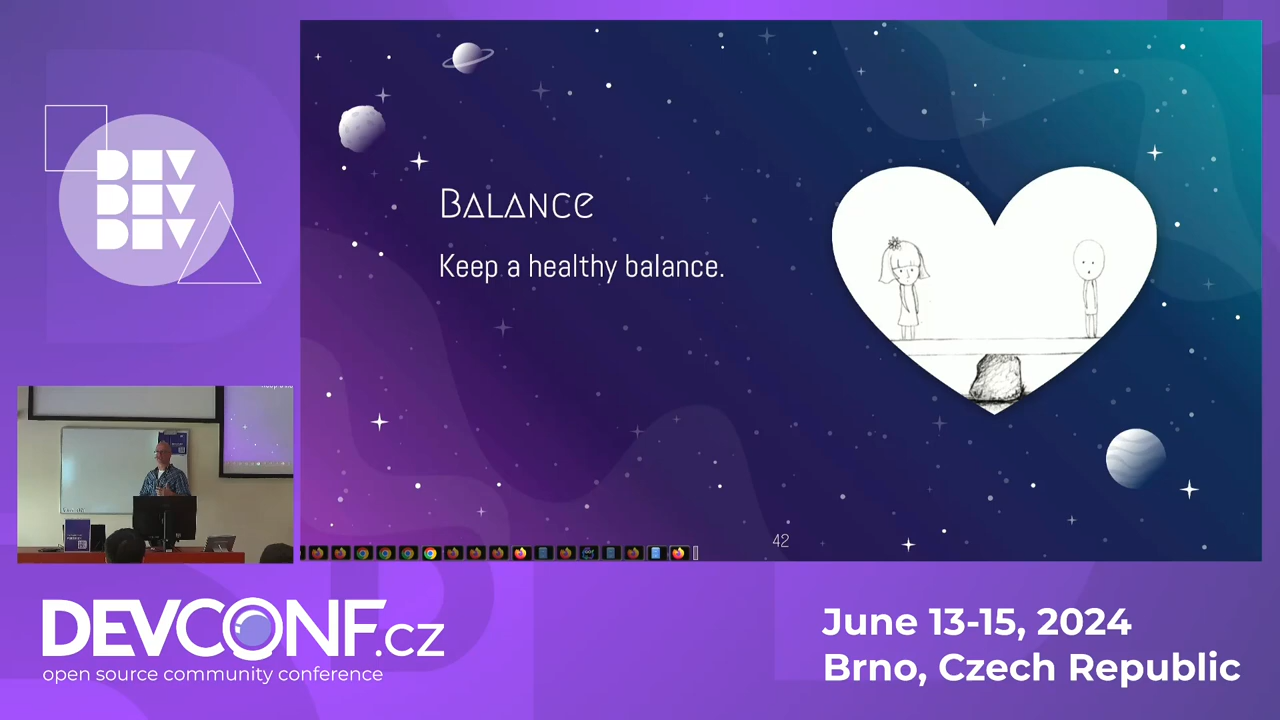 DEV
DEV
DEV
Balance
Keep a healthy balance.
42
DEVCONF.cz
open source community conference
June 13-15, 2024
Brno, Czech Republic